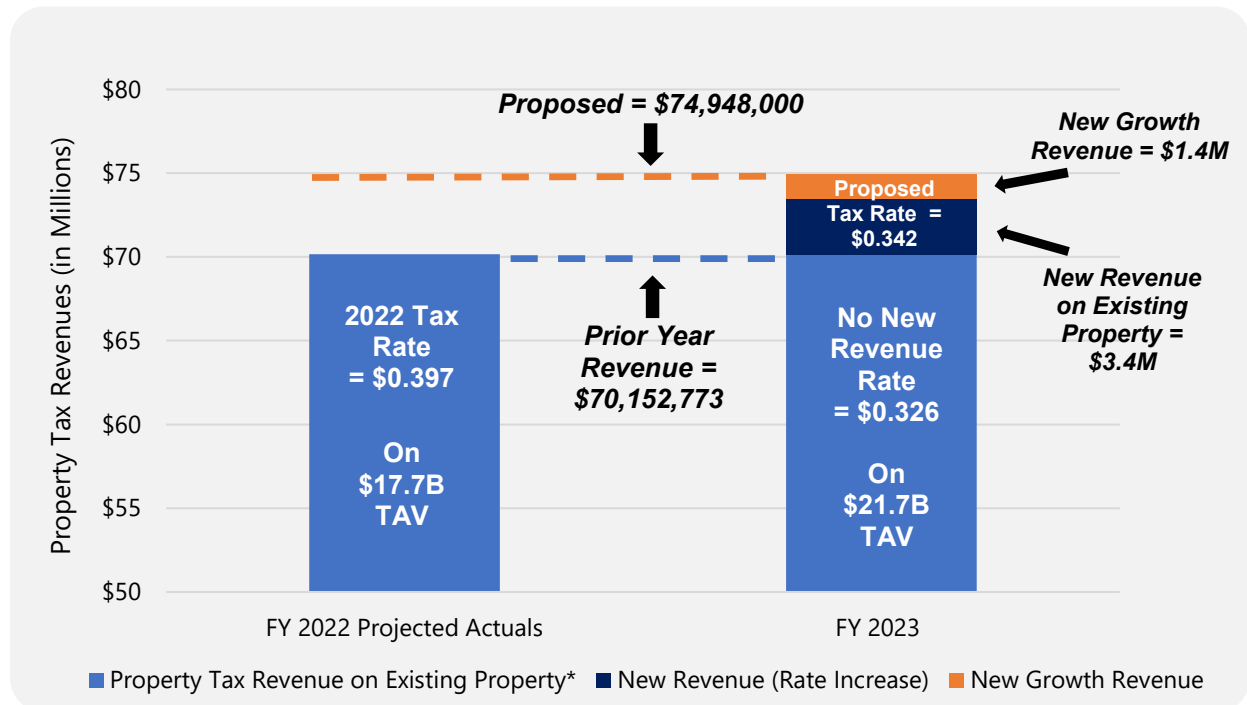 Property Tax Revenues (in Millions)
$80
$75
$70
$65
$60
$55
$50
Proposed = $74,948,000
New Growth
Revenue = $1.4M
Proposed
Tax Rate =
$0.342
2022 Tax
Rate
= $0.397
On
$17.7B
TAV
Prior Year
Revenue =
$70,152,773
No New
Revenue
Rate
= $0.326
On
$21.7B
TAV
New Revenue
on Existing
Property =
$3.4M
FY 2022 Projected Actuals
FY 2023
Property Tax Revenue on Existing Property* New Revenue (Rate Increase) New Growth Revenue